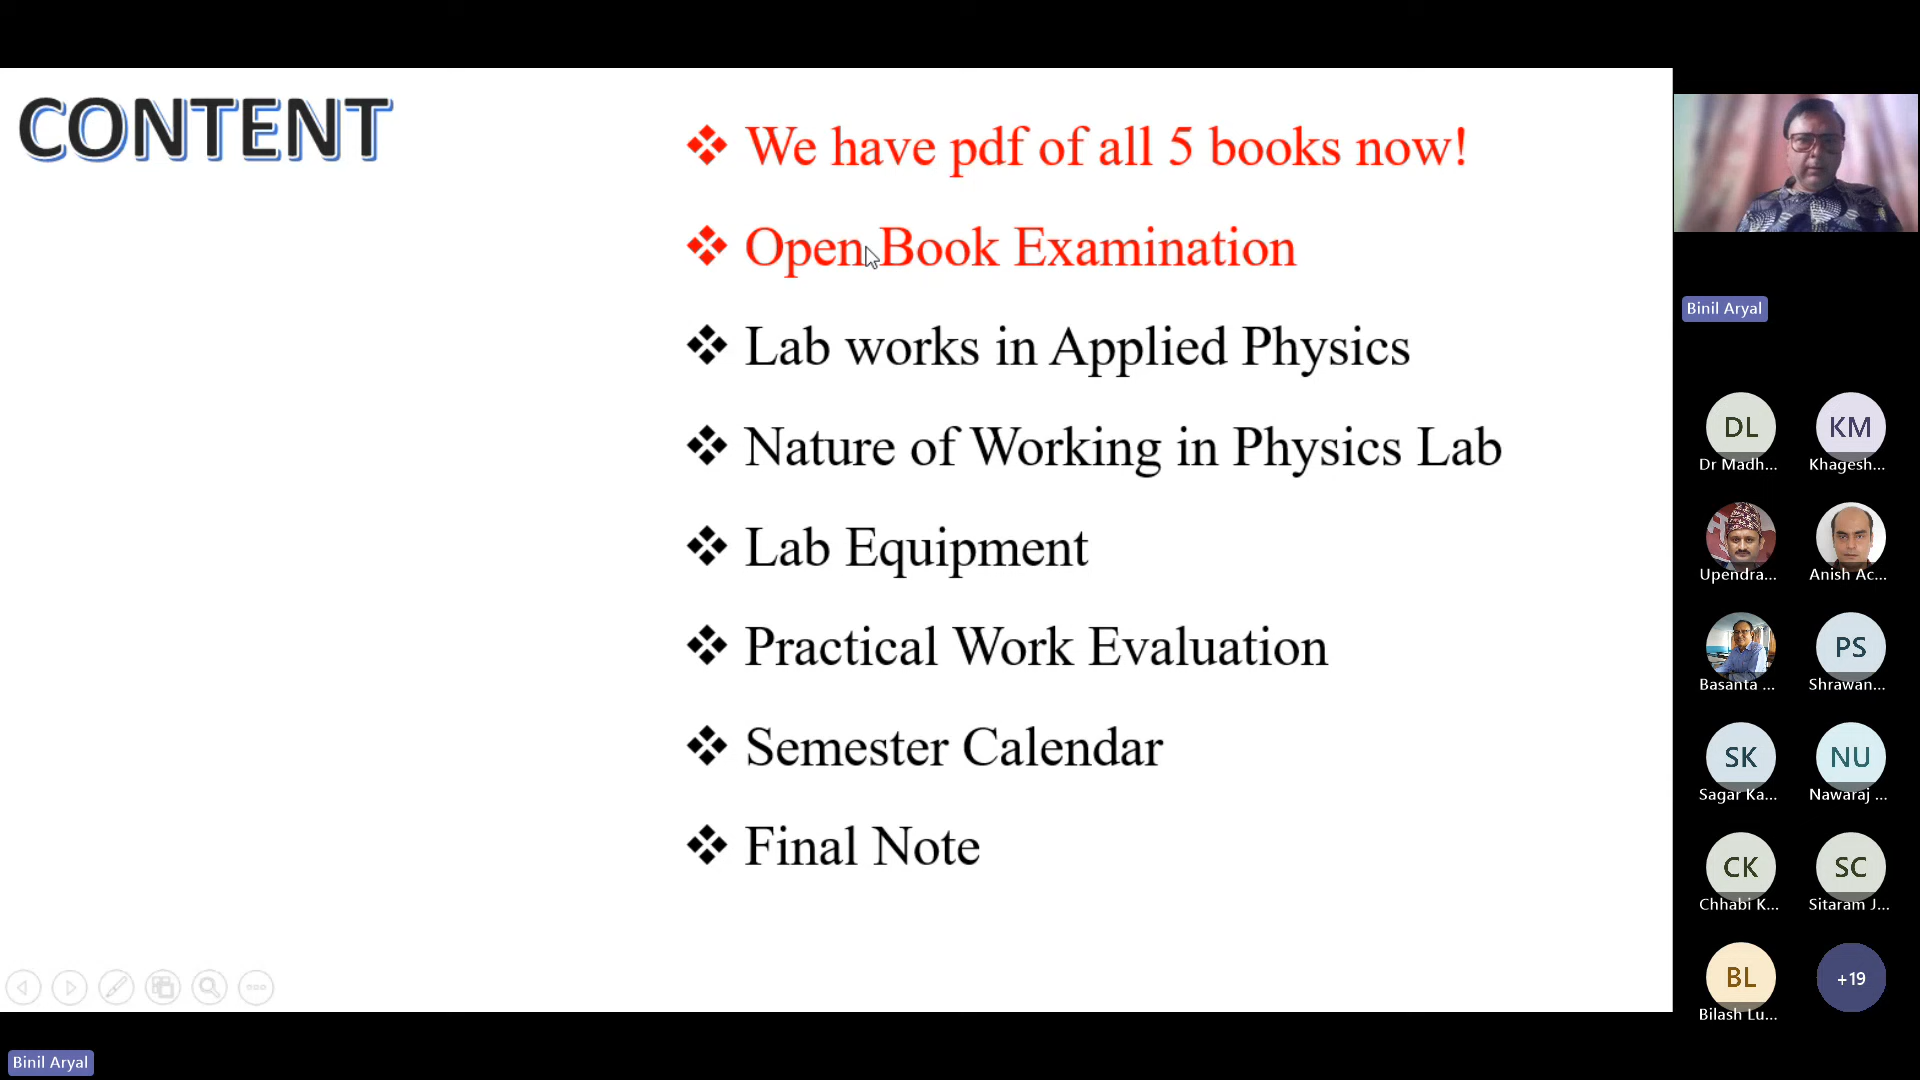 CONTENT
We have pdf of all 5 books now!
Open Book Examination
Lab works in Applied Physics
Nature of Working in Physics Lab
Lab Equipment
Practical Work Evaluation
Semester Calendar
Final Note
Binil Aryal
DL
KM
Dr Madh...
Khagesh...
Upendra...
Anish Ac...
PS
Basanta ...
Shrawan...
SK
NU
Sagar Ka...
Nawaraj ...
CK
SC
Chhabi K...
Sitaram J...
BL
+19
Bilash Lu...
Binil Aryal